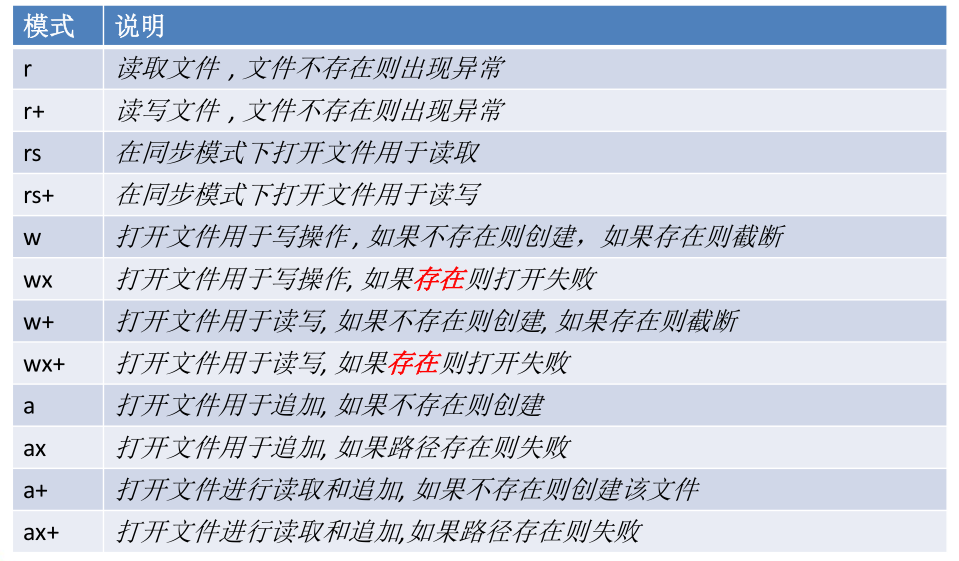 模式 说明
r 读取文件 , 文件不存在则出现异常
r+ 读写文件 , 文件不存在则出现异常
rs 在同步模式下打开文件用于读取
rs+ 在同步模式下打开文件用于读写
w 打开文件用于写操作 , 如果不存在则创建，如果存在则截断
wx 打开文件用于写操作, 如果存在则打开失败
w+ 打开文件用于读写, 如果不存在则创建, 如果存在则截断
wx+ 打开文件用于读写, 如果存在则打开失败
a 打开文件用于追加, 如果不存在则创建
ax 打开文件用于追加, 如果路径存在则失败
a+ 打开文件进行读取和追加, 如果不存在则创建该文件
ax+ 打开文件进行读取和追加,如果路径存在则失败